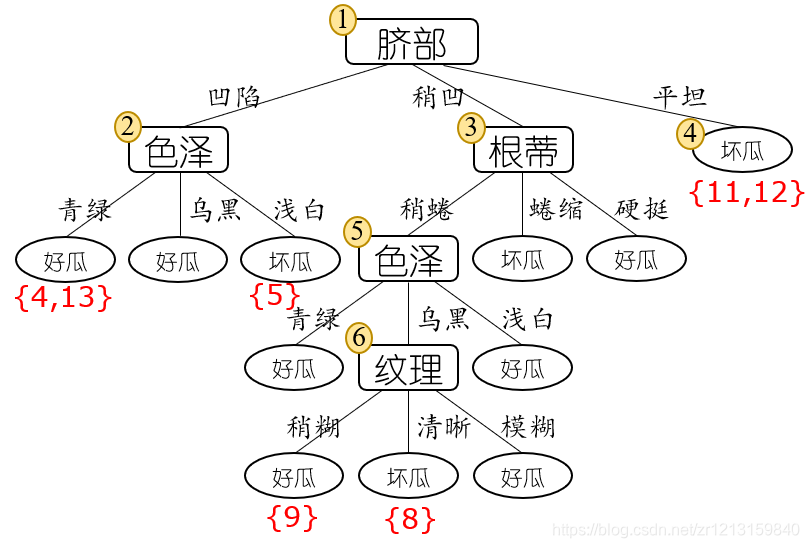 1
脐部
凹陷 稍凹 平坦
2 色泽 3 根蒂 4 坏瓜
{11,12}
青绿 乌黑 浅白 稍蜷 蜷缩 硬挺
好瓜 好瓜 坏瓜 5 色泽 坏瓜 好瓜
{4,13} {5}
青绿 乌黑 浅白
好瓜 6 纹理 好瓜
稍糊 清晰 模糊
好瓜 坏瓜 好瓜
{9} {8}
https://blog.csdn.net/zr1213159840